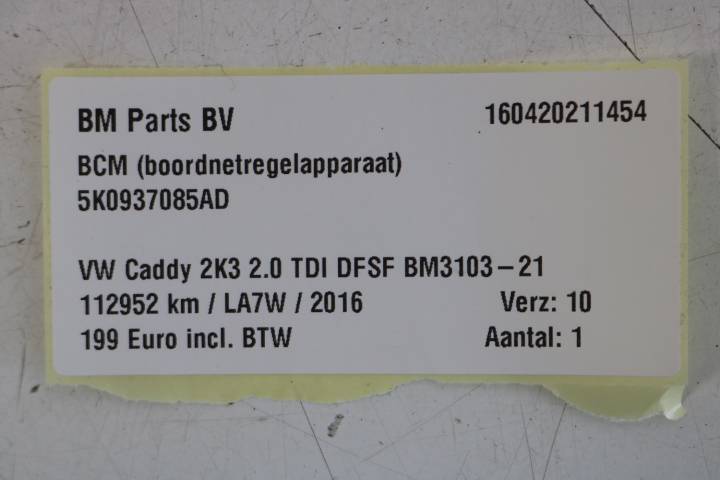 BM Parts BV 160420211454
BCM (boordnetregelapparaat)
5K0937085AD
VW Caddy 2K3 2.0 TDI DFSF BM3103-21
112952 km / LA7W / 2016 Verz: 10
199 Euro incl. BTW Aantal: 1